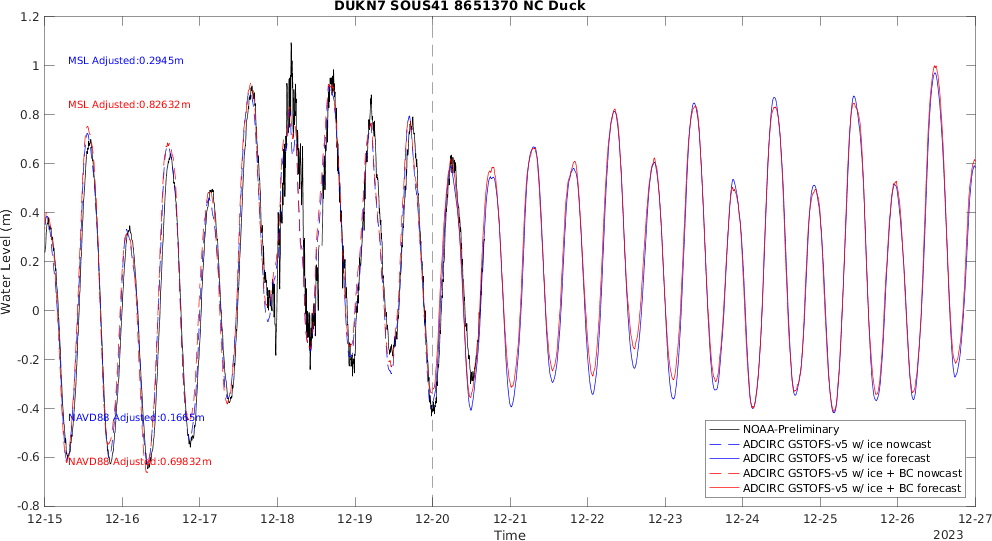 DUKN7 SOUS41 8651370 NC Duck
1.2
1
0.8
0.6
0.4
0.2
0
-0.2
-0.4
-0.6
-0.8
Water Level (m)
MSL Adjusted:0.2945m
MSL Adjusted:0.82632m
NAVD88 Adjusted:0.1665m
NAVD88 Adjusted:0.69832m
NOAA-Preliminary
ADCIRC GSTOFS-v5 w/ ice nowcast
ADCIRC GSTOFS-v5 w/ ice forecast
ADCIRC GSTOFS-v5 w/ ice + BC nowcast
ADCIRC GSTOFS-v5 w/ ice + BC forecast
12-15 12-16 12-17 12-18 12-19 12-20 12-21 12-22 12-23 12-24 12-25 12-26 12-27
Time
2023